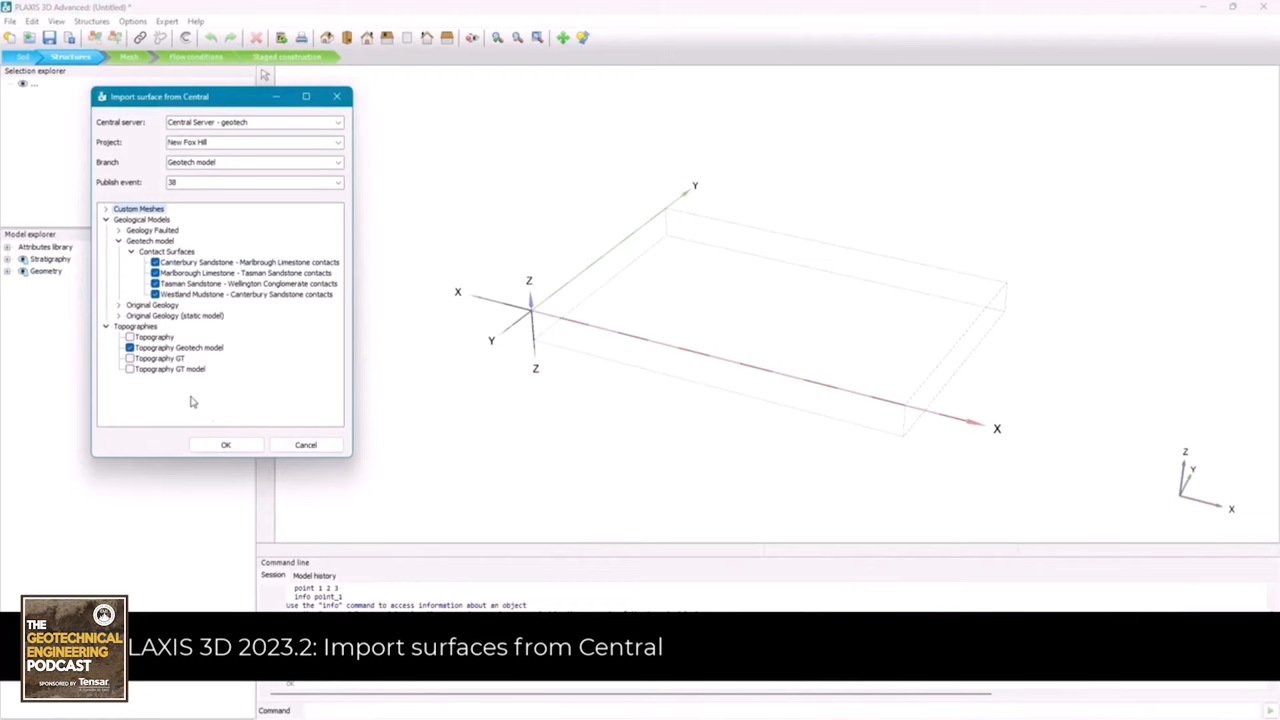 PLAXIS 3D Advanced: (Untitled) *
File Edit View Structures Options Expert Help
Soil Structures Mesh Flow conditions Staged construction
Selection explorer
...
Import surface from Central
Central server: Central Server - geotech
Project: New Fox Hill
Branch Geotech model
Publish event: 38
Custom Meshes
Geological Models
Geology Faulted
Geotech model
Contact Surfaces
Canterbury Sandstone - Marlbrough Limestone contacts
Marlborough Limestone - Tasman Sandstone contacts
Tasman Sandstone - Wellington Conglomerate contacts
Westland Mudstone - Canterbury Sandstone contacts
Original Geology
Original Geology (static model)
Topographies
Topography
Topography Geotech model
Topography GT
Topography GT model
OK Cancel
Model explorer
Attributes library
Stratigraphy
Geometry
Y
Z
X
Y
Z
X
Z
Y
X
Command line
Session Model history
point 1 2 3
info point_1
Use the "info" command to access information about an object
LAXIS 3D 2023.2: Import surfaces from Central
THE
GEOTECHNICAL
ENGINEERING
PODCAST
SPONSORED BY Tensar
OK
Command